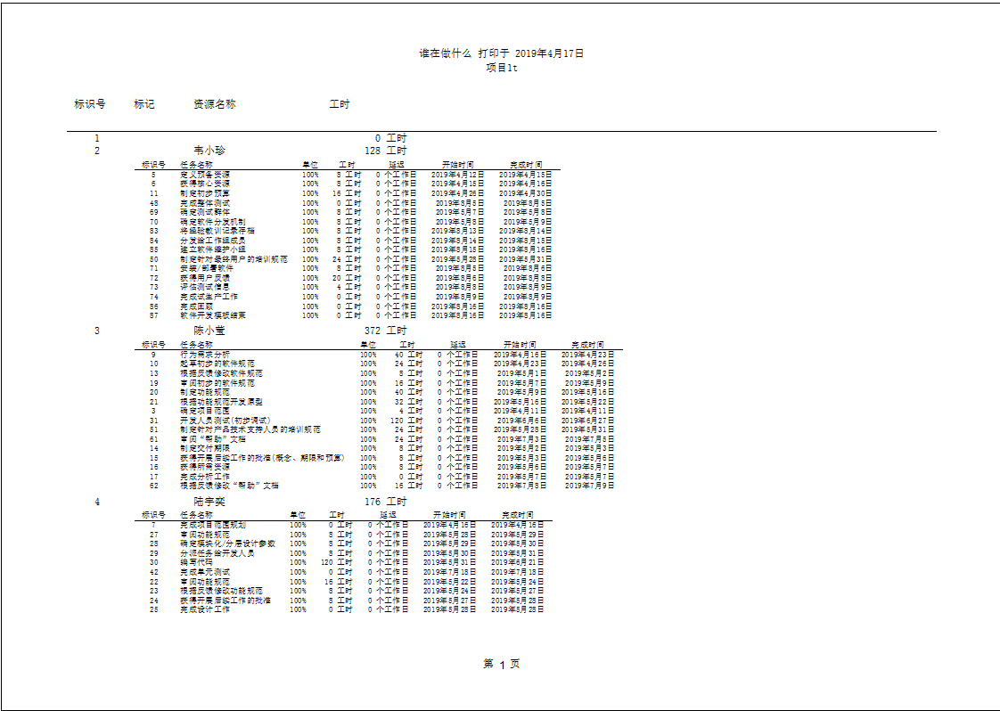 谁在做什么 打印于 2019年4月17日
项目1t
标识号 标记 资源名称 工时
1 0 工时
2 韦小珍 128 工时
标识号 任务名称 单位 工时 延迟 开始时间 完成时间
5 定义预备资源 100% 8 工时 0 个工作日 2019年4月12日 2019年4月15日
6 获得核心资源 100% 8 工时 0 个工作日 2019年4月15日 2019年4月16日
11 制定初步预算 100% 16 工时 0 个工作日 2019年4月26日 2019年4月30日
48 完成整体测试 100% 0 工时 0 个工作日 2019年8月5日 2019年8月5日
69 确定测试群体 100% 8 工时 0 个工作日 2019年5月7日 2019年5月8日
70 确定软件分发机制 100% 8 工时 0 个工作日 2019年5月8日 2019年5月9日
83 将经验教训记录存档 100% 8 工时 0 个工作日 2019年8月13日 2019年8月14日
84 分发给工作组成员 100% 8 工时 0 个工作日 2019年8月14日 2019年8月15日
85 建立软件维护小组 100% 8 工时 0 个工作日 2019年8月15日 2019年8月16日
50 制定针对最终用户的培训规范 100% 24 工时 0 个工作日 2019年5月28日 2019年5月31日
71 安装/部署软件 100% 8 工时 0 个工作日 2019年8月5日 2019年8月6日
72 获得用户反馈 100% 20 工时 0 个工作日 2019年8月6日 2019年8月8日
73 评估测试信息 100% 4 工时 0 个工作日 2019年8月8日 2019年8月9日
74 完成试生产工作 100% 0 工时 0 个工作日 2019年8月9日 2019年8月9日
86 完成回顾 100% 0 工时 0 个工作日 2019年8月16日 2019年8月16日
87 软件开发模板结束 100% 0 工时 0 个工作日 2019年8月16日 2019年8月16日
3 陈小莹 372 工时
标识号 任务名称 单位 工时 延迟 开始时间 完成时间
9 行为需求分析 100% 40 工时 0 个工作日 2019年4月16日 2019年4月23日
10 起草初步的软件规范 100% 24 工时 0 个工作日 2019年4月23日 2019年4月26日
13 根据反馈修改软件规范 100% 8 工时 0 个工作日 2019年5月1日 2019年5月2日
19 审阅初步的软件规范 100% 16 工时 0 个工作日 2019年5月7日 2019年5月9日
20 制定功能规范 100% 40 工时 0 个工作日 2019年5月9日 2019年5月16日
21 根据功能规范开发原型 100% 32 工时 0 个工作日 2019年5月16日 2019年5月22日
3 确定项目范围 100% 4 工时 0 个工作日 2019年4月11日 2019年4月11日
31 开发人员测试(初步调试) 100% 120 工时 0 个工作日 2019年6月6日 2019年6月27日
51 制定针对产品技术支持人员的培训规范 100% 24 工时 0 个工作日 2019年5月28日 2019年5月31日
61 审阅“帮助”文档 100% 24 工时 0 个工作日 2019年7月3日 2019年7月5日
14 制定交付期限 100% 8 工时 0 个工作日 2019年5月2日 2019年5月3日
15 获得开展后续工作的批准(概念、期限和预算) 100% 8 工时 0 个工作日 2019年5月3日 2019年5月6日
16 获得所需资源 100% 8 工时 0 个工作日 2019年5月6日 2019年5月7日
17 完成分析工作 100% 0 工时 0 个工作日 2019年5月7日 2019年5月7日
62 根据反馈修改“帮助”文档 100% 16 工时 0 个工作日 2019年7月8日 2019年7月9日
4 陆宇奕 176 工时
标识号 任务名称 单位 工时 延迟 开始时间 完成时间
7 完成项目范围规划 100% 0 工时 0 个工作日 2019年4月16日 2019年4月16日
27 审阅功能规范 100% 8 工时 0 个工作日 2019年5月28日 2019年5月29日
28 确定模块化/分层设计参数 100% 8 工时 0 个工作日 2019年5月29日 2019年5月30日
29 分派任务给开发人员 100% 8 工时 0 个工作日 2019年5月30日 2019年5月31日
30 编写代码 100% 120 工时 0 个工作日 2019年5月31日 2019年6月21日
42 完成单元测试 100% 0 工时 0 个工作日 2019年7月18日 2019年7月18日
22 审阅功能规范 100% 16 工时 0 个工作日 2019年5月22日 2019年5月24日
23 根据反馈修改功能规范 100% 8 工时 0 个工作日 2019年5月24日 2019年5月27日
24 获得开展后续工作的批准 100% 8 工时 0 个工作日 2019年5月27日 2019年5月28日
25 完成设计工作 100% 0 工时 0 个工作日 2019年5月28日 2019年5月28日
第 1 页